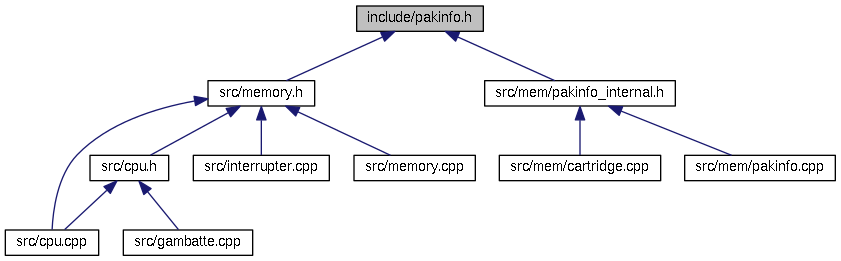 include/pakinfo.h
src/memory.h
src/mem/pakinfo_internal.h
src/cpu.h
src/interrupter.cpp
src/memory.cpp
src/mem/cartridge.cpp
src/mem/pakinfo.cpp
src/cpu.cpp
src/gambatte.cpp